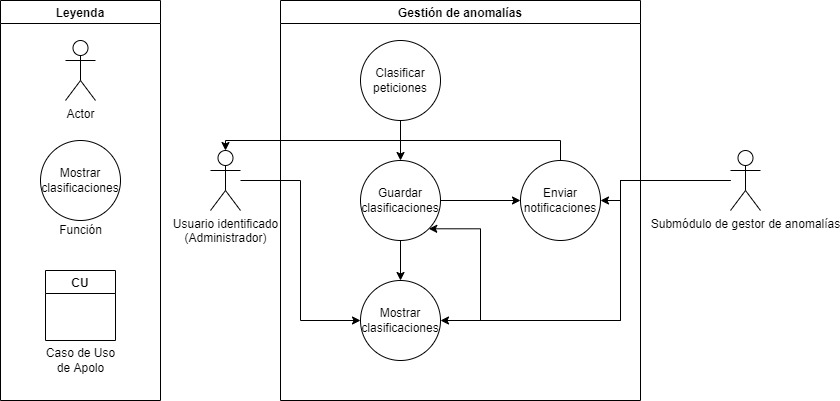 Leyenda
Actor
Mostrar
clasificaciones
Función
CU
Caso de Uso
de Apolo
Gestión de anomalías
Clasificar
peticiones
Usuario identificado
(Administrador)
Guardar
clasificaciones
Enviar
notificaciones
Submódulo de gestor de anomalías
Mostrar
clasificaciones